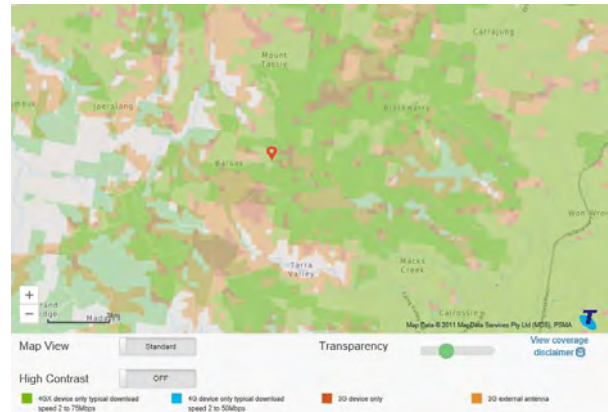 Carrajung
Mount
Tassie
Jeeralang
Blackwarry
Balook
Won Wron
Tarra
Valley
Macks
Creek
Madalya
Map Data © 2011 MapData Services Pty Ltd (MDS), PSMA
Map View
Standard
Transparency
View coverage
disclaimer
High Contrast
OFF
4GX device only typical download
speed 2 to 75Mbps
4G device only typical download
speed 2 to 50Mbps
3G device only
3G external antenna